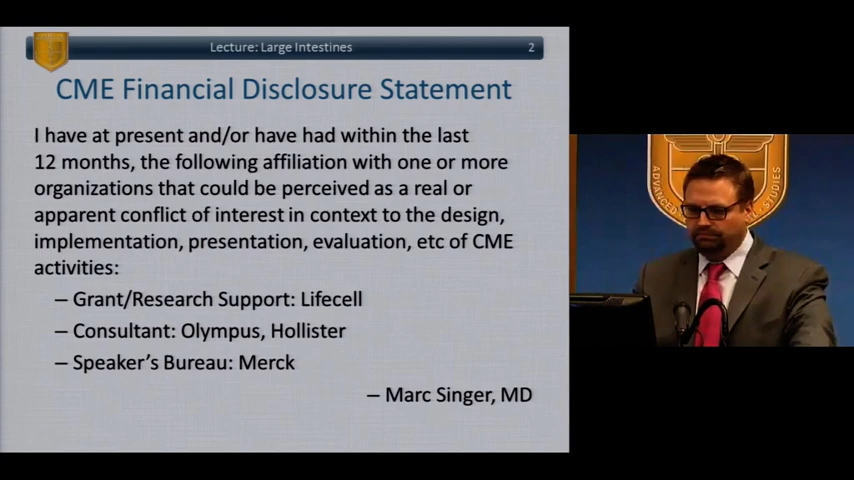 Lecture: Large Intestines 2
CME Financial Disclosure Statement
I have at present and/or have had within the last
12 months, the following affiliation with one or more
organizations that could be perceived as a real or
apparent conflict of interest in context to the design,
implementation, presentation, evaluation, etc of CME
activities:
– Grant/Research Support: Lifecell
– Consultant: Olympus, Hollister
– Speaker's Bureau: Merck
– Marc Singer, MD
ADVANCED
STUDIES